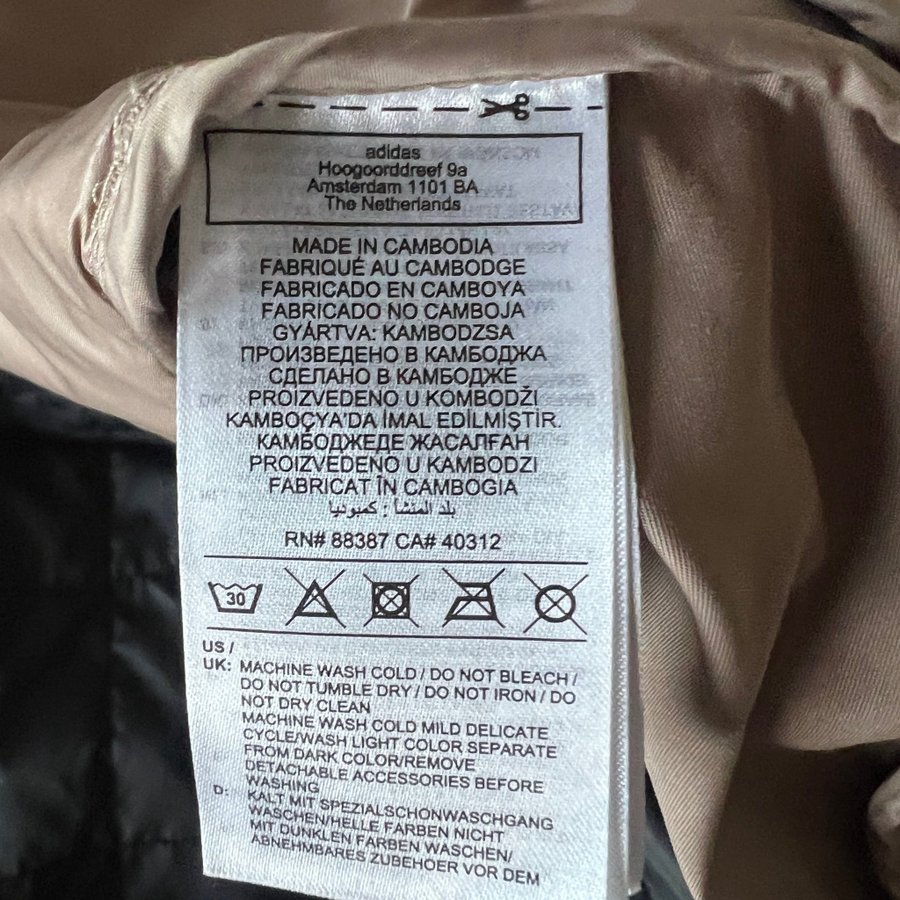 adidas
Hoogoorddreef 9a
Amsterdam 1101 BA
The Netherlands
MADE IN CAMBODIA
FABRIQUÉ AU CAMBODGE
FABRICADO EN CAMBOYA
FABRICADO NO CAMBOJA
GYÁRTVA: KAMBODZSA
ПРОИЗВЕДЕНО В КАМБОДЖА
СДЕЛАНО В КАМБОДЖЕ
PROIZVEDENO U KOMBODŽI
KAMBOÇYA'DA İMAL EDİLMİŞTİR.
КАМБОДЖЕДЕ ЖАСАЛҒАН
PROIZVEDENO U KAMBODZI
FABRICAT ÎN CAMBOGIA
بلد المنشأ : كمبوديا
RN# 88387 CA# 40312
30
US /
UK: MACHINE WASH COLD / DO NOT BLEACH /
DO NOT TUMBLE DRY / DO NOT IRON / DO
NOT DRY CLEAN
MACHINE WASH COLD MILD DELICATE
CYCLE/WASH LIGHT COLOR SEPARATE
FROM DARK COLOR/REMOVE
DETACHABLE ACCESSORIES BEFORE
WASHING
D: KALT MIT SPEZIALSCHONWASCHGANG
WASCHEN/HELLE FARBEN NICHT
MIT DUNKLEN FARBEN WASCHEN/
ABNEHMBARES ZUBEHOER VOR DEM